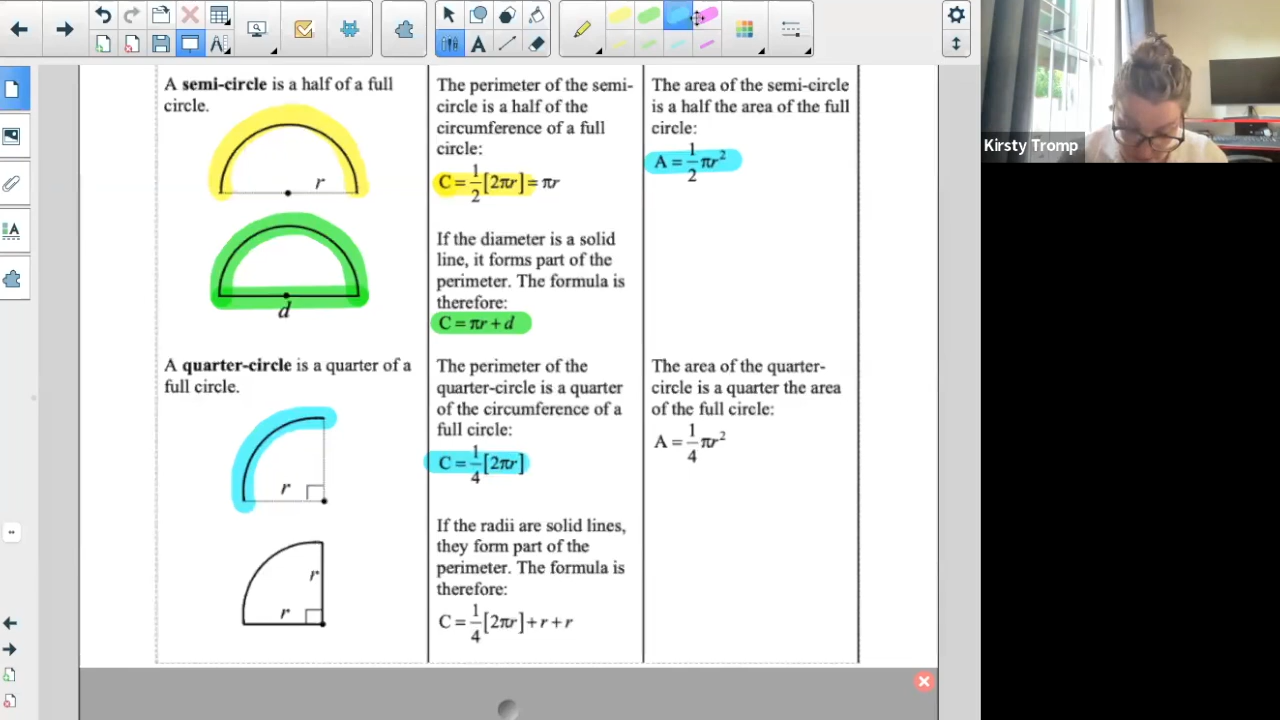 A semi-circle is a half of a full
circle.
r
d
The perimeter of the semi-
circle is a half of the
circumference of a full
circle:
C = 1/2 [2πr] = πr
If the diameter is a solid
line, it forms part of the
perimeter. The formula is
therefore:
C = πr + d
The area of the semi-circle
is a half the area of the full
circle:
A = 1/2 πr²
A quarter-circle is a quarter of a
full circle.
r
r
r
The perimeter of the
quarter-circle is a quarter
of the circumference of a
full circle:
C = 1/4 [2πr]
If the radii are solid lines,
they form part of the
perimeter. The formula is
therefore:
C = 1/4 [2πr] + r + r
The area of the quarter-
circle is a quarter the area
of the full circle:
A = 1/4 πr²
Kirsty Tromp